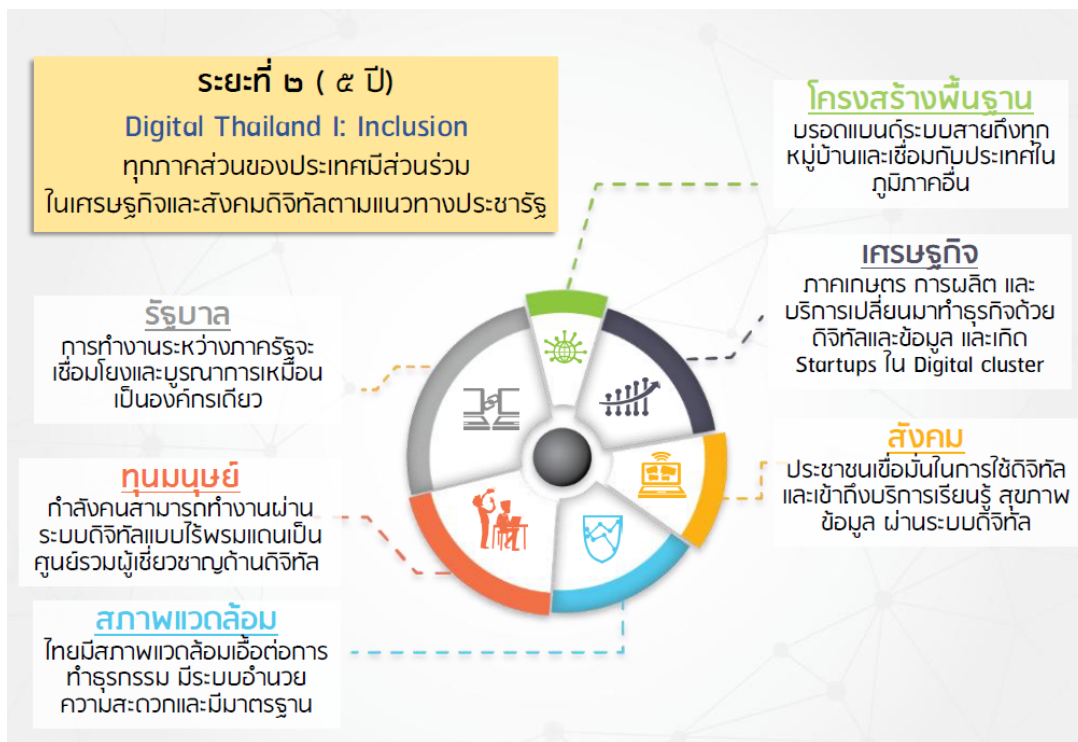 ระยะที่ ๒ ( ๕ ปี)
Digital Thailand I: Inclusion
ทุกภาคส่วนของประเทศมีส่วนร่วม
ในเศรษฐกิจและสังคมดิจิทัลตามแนวทางประชารัฐ
โครงสร้างพื้นฐาน
บรอดแบนด์ระบบสายถึงทุก
หมู่บ้านและเชื่อมกับประเทศใน
ภูมิภาคอื่น
เศรษฐกิจ
ภาคเกษตร การผลิต และ
บริการเปลี่ยนมาทำธุรกิจด้วย
ดิจิทัลและข้อมูล และเกิด
Startups ใน Digital cluster
สังคม
ประชาชนเชื่อมั่นในการใช้ดิจิทัล
และเข้าถึงบริการเรียนรู้ สุขภาพ
ข้อมูล ผ่านระบบดิจิทัล
รัฐบาล
การทำงานระหว่างภาครัฐจะ
เชื่อมโยงและบูรณาการเหมือน
เป็นองค์กรเดียว
ทุนมนุษย์
กำลังคนสามารถทำงานผ่าน
ระบบดิจิทัลแบบไร้พรมแดนเป็น
ศูนย์รวมผู้เชี่ยวชาญด้านดิจิทัล
สภาพแวดล้อม
ไทยมีสภาพแวดล้อมเอื้อต่อการ
ทำธุรกรรม มีระบบอำนวย
ความสะดวกและมีมาตรฐาน